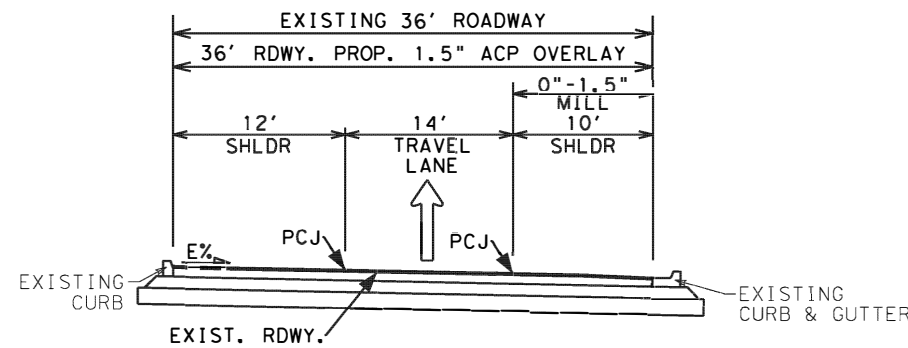 EXISTING 36' ROADWAY
36' RDWY. PROP. 1.5" ACP OVERLAY
0"-1.5"
MILL
12'
SHLDR
14'
TRAVEL
LANE
10'
SHLDR
PCJ
PCJ
E%
EXISTING
CURB
EXISTING
CURB & GUTTER
EXIST. RDWY.